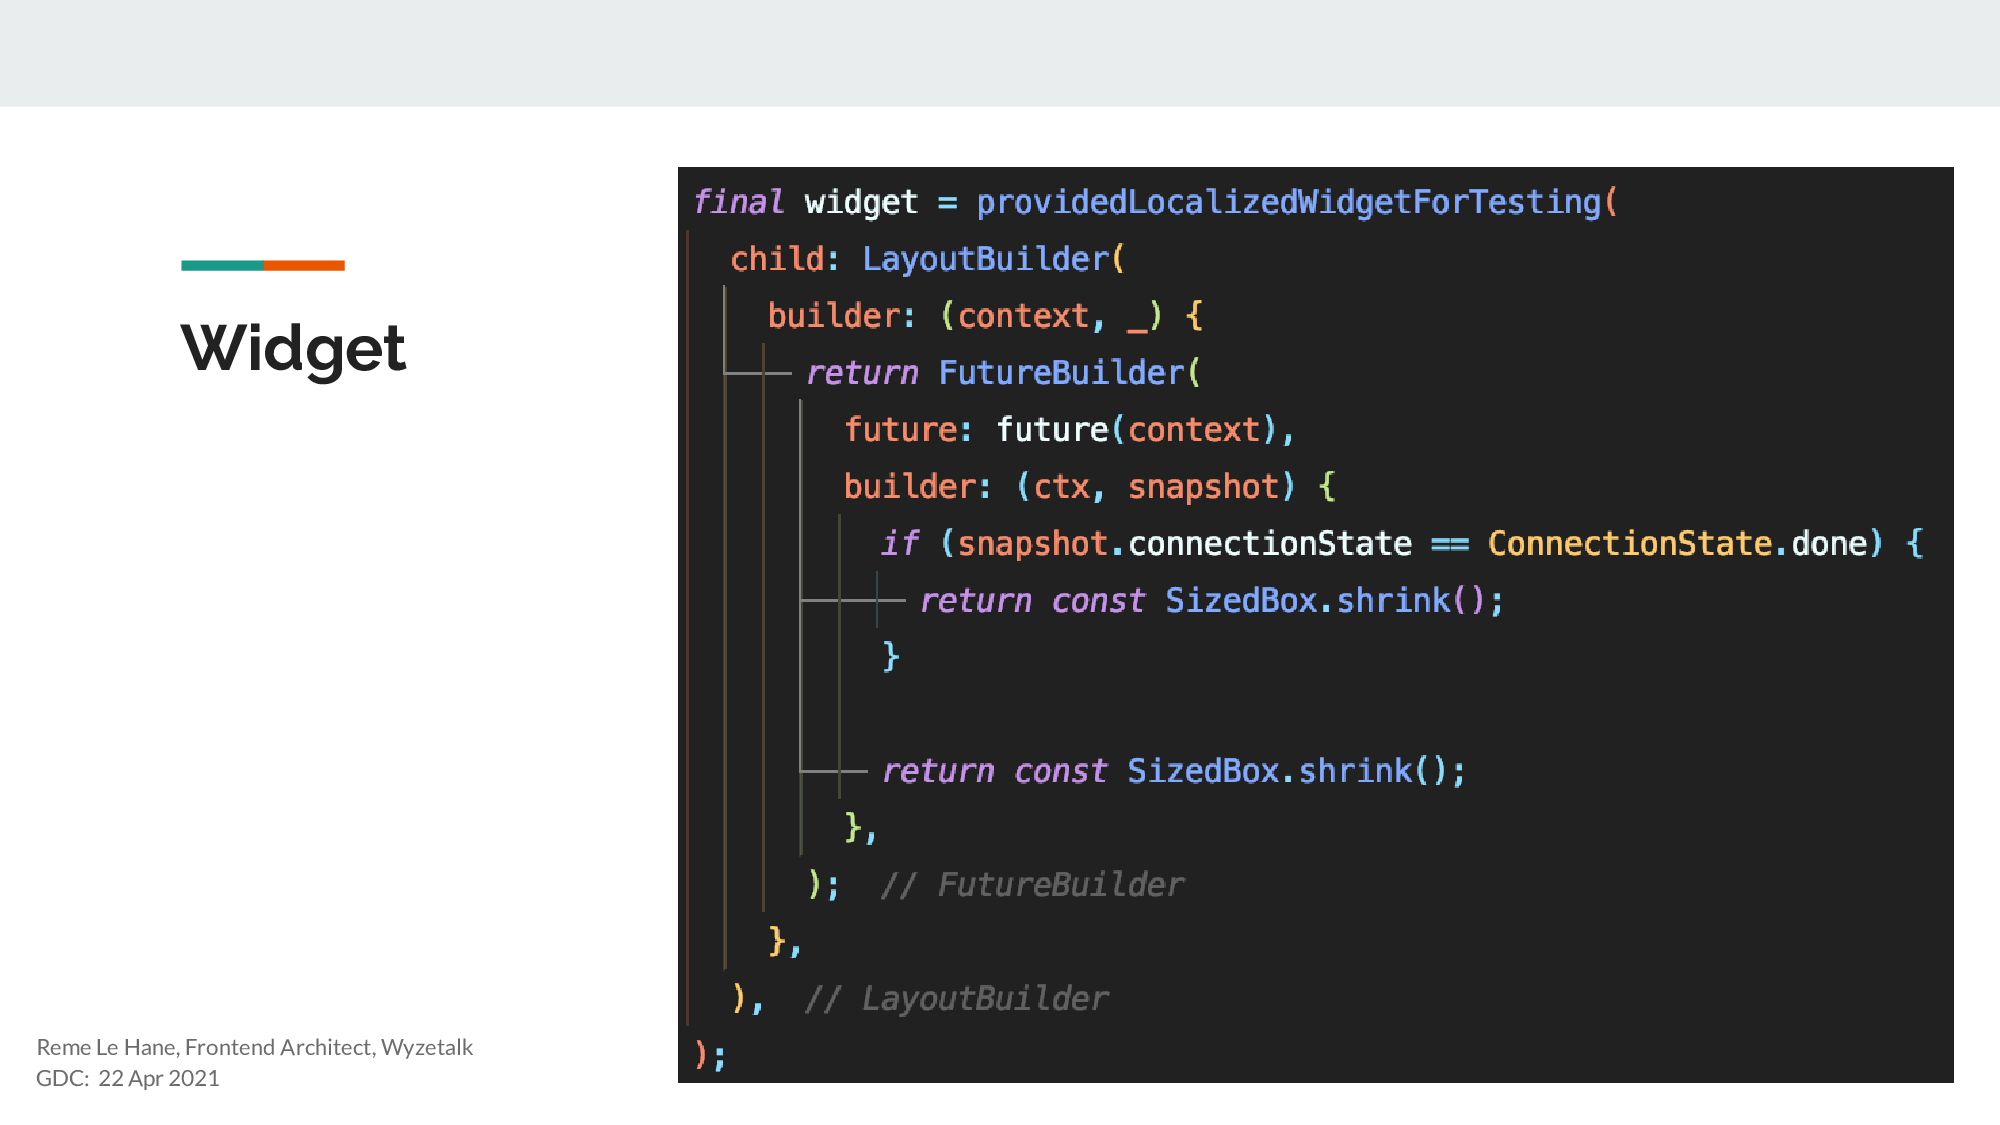 Widget
final widget = providedLocalizedWidgetForTesting(
child: LayoutBuilder(
builder: (context, _) {
return FutureBuilder(
future: future(context),
builder: (ctx, snapshot) {
if (snapshot.connectionState == ConnectionState.done) {
return const SizedBox.shrink();
}
return const SizedBox.shrink();
},
); // FutureBuilder
},
), // LayoutBuilder
);
Reme Le Hane, Frontend Architect, Wyzetalk
GDC: 22 Apr 2021